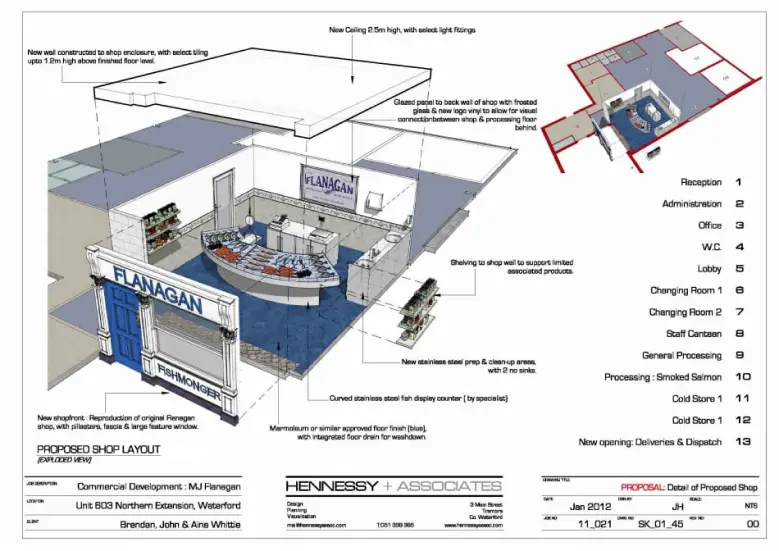 New Ceiling 2.5m high, with select light fittings
New wall constructed to shop enclosure, with select tiling
upto 1.2m high above finished floor level.
Glazed panel to back wall of shop with frosted
glass & new logo vinyl to allow for visual
connectionbetween shop & processing floor
behind.
FLANAGAN
Shelving to shop wall to support limited
associated products.
FLANAGAN
FISHMONGER
New stainless steel prep & clean-up areas,
with 2 no sinks.
Curved stainless steel fish display counter ( by specialist)
Marmoleum or similar approved floor finish (blue),
with integrated floor drain for washdown.
New shopfront : Reproduction of original Flanagan
shop, with pilasters, fascia & large feature window.
PROPOSED SHOP LAYOUT
(EXPLODED VIEW)
Reception 1
Administration 2
Office 3
W.C. 4
Lobby 5
Changing Room 1 6
Changing Room 2 7
Staff Canteen 8
General Processing 9
Processing : Smoked Salmon 10
Cold Store 1 11
Cold Store 1 12
New opening: Deliveries & Dispatch 13
JOB DESCRIPTION
Commercial Development : MJ Flanagan
LOCATION
Unit 603 Northern Extension, Waterford
CLIENT
Brendan, John & Aine Whittle
HENNESSY + ASSOCIATES
Design
Planning
Visualisation
3 Main Street
Tramore
Co. Waterford
www.hennessyassoc.com
DRAWING TITLE
PROPOSAL: Detail of Proposed Shop
DATE
Jan 2012
JH
SCALE
NTS
JOB NO
11_021
DWG NO
SK_01_45
REV NO
00